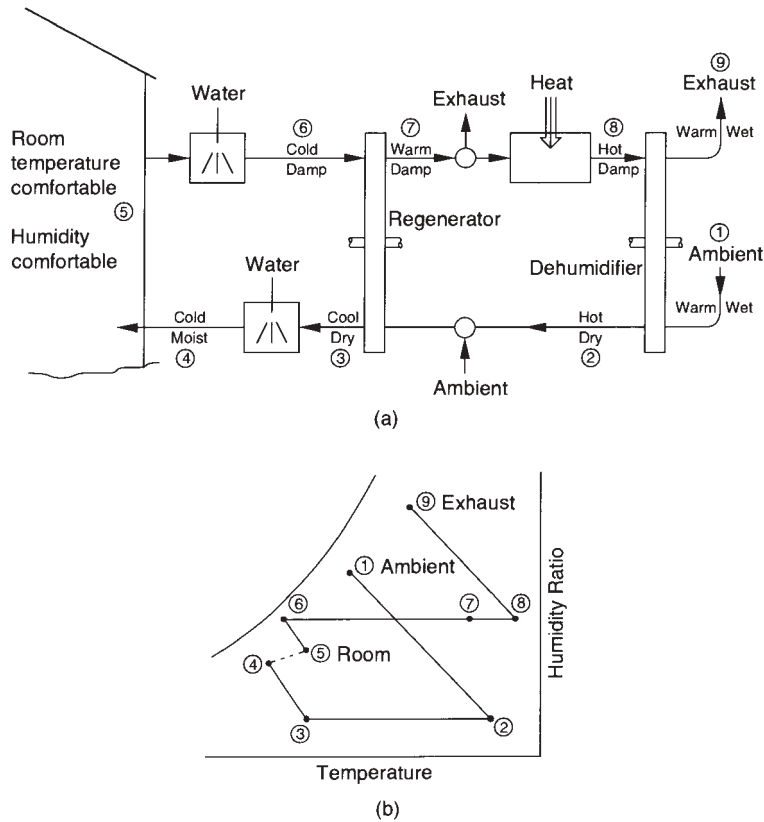 ⑨
Exhaust
Heat
Water
Exhaust
⑥
⑦
⑧
Cold
Damp
Warm
Damp
Hot
Damp
Warm Wet
Room
temperature
comfortable
⑤
Humidity
comfortable
Regenerator
Dehumidifier
①
Ambient
Water
Cold
Moist
④
Cool
Dry
③
Hot
Dry
②
Warm Wet
Ambient
(a)
⑨ Exhaust
① Ambient
⑥
⑦
⑧
⑤ Room
④
③
②
Humidity Ratio
Temperature
(b)